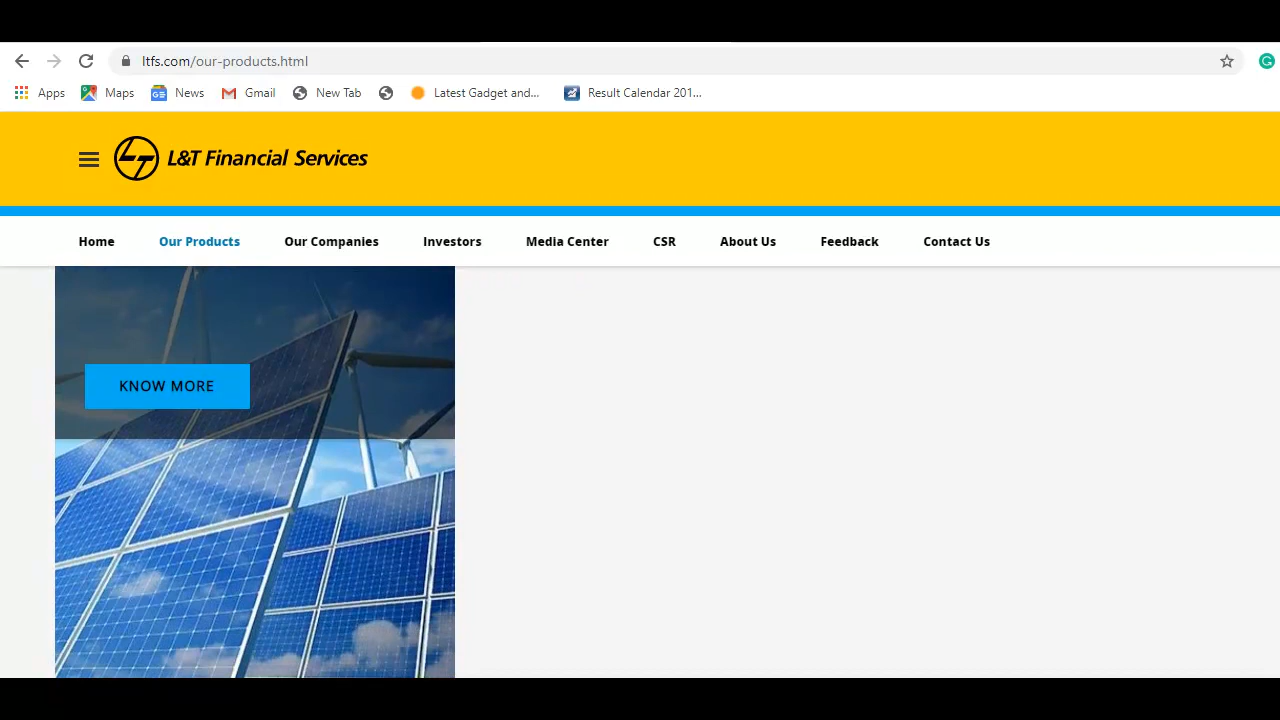 ltfs.com/our-products.html
Apps Maps News Gmail New Tab Latest Gadget and... Result Calendar 201...
L&T Financial Services
Home Our Products Our Companies Investors Media Center CSR About Us Feedback Contact Us
KNOW MORE